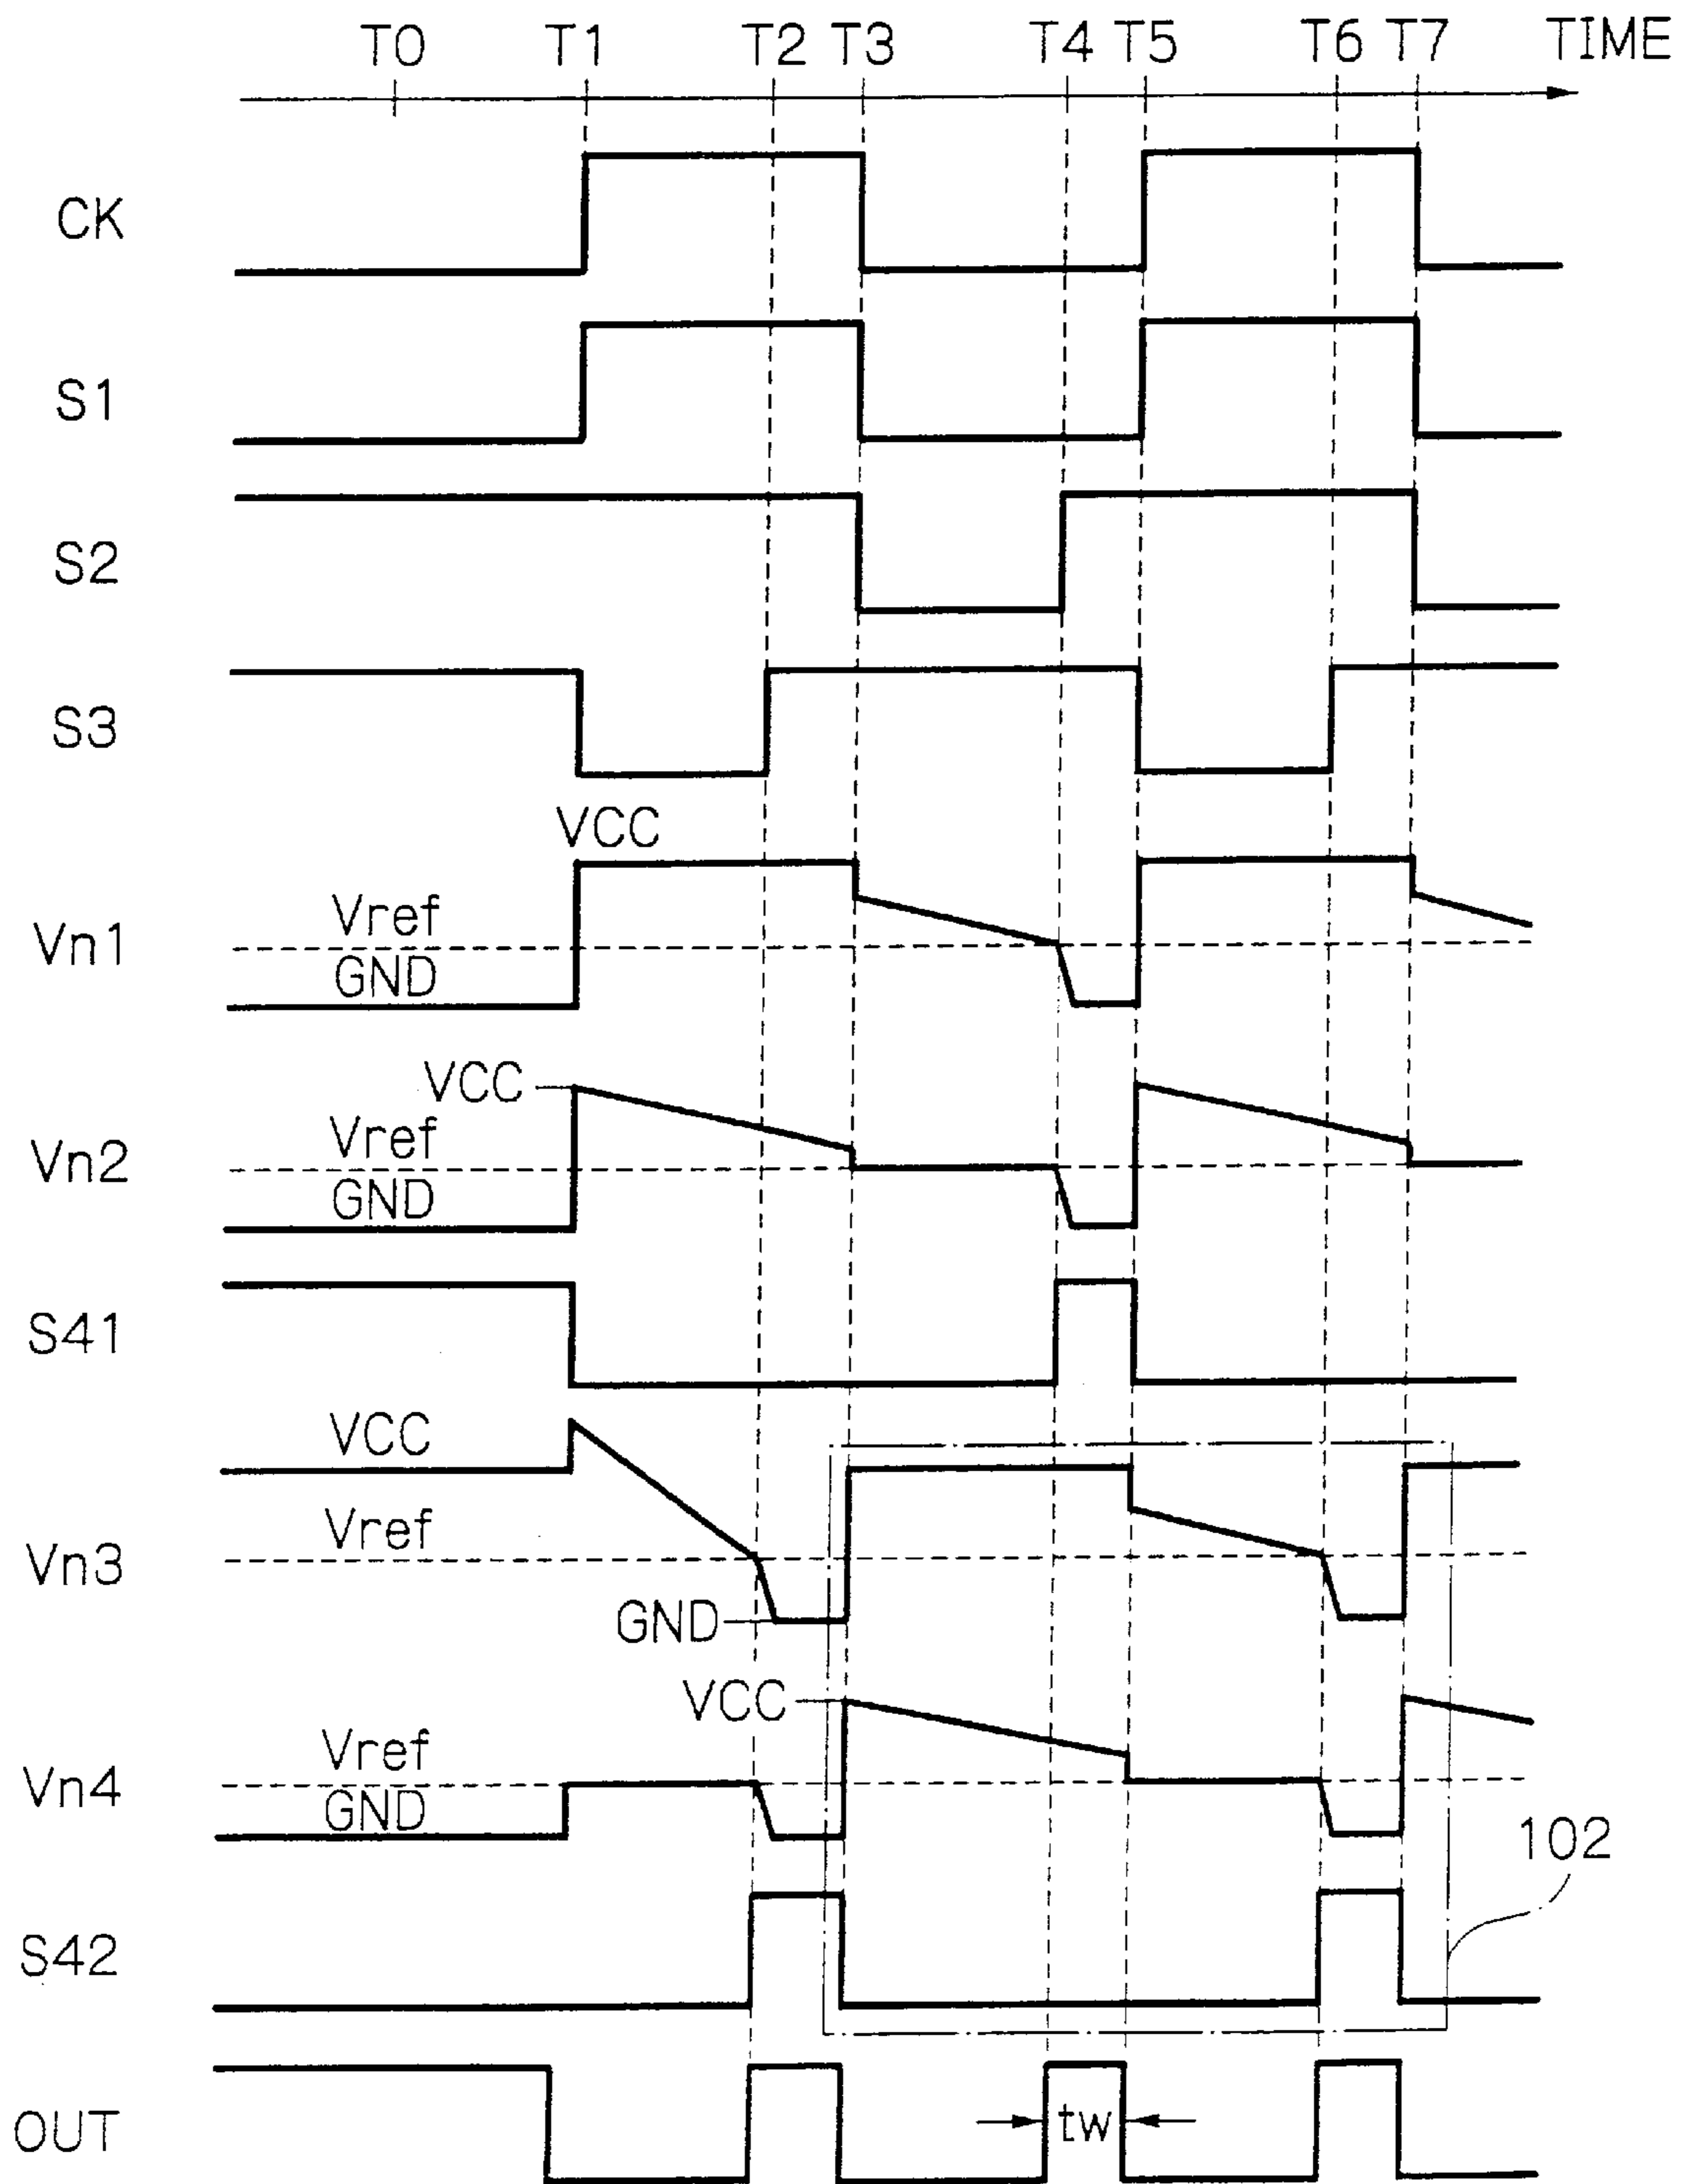 T0 T1 T2 T3 T4 T5 T6 T7 TIME
CK
S1
S2
S3
VCC
Vref
Vn1
GND
VCC
Vref
Vn2
GND
S41
VCC
Vref
Vn3
GND
VCC
Vref
Vn4
GND
102
S42
OUT
tw